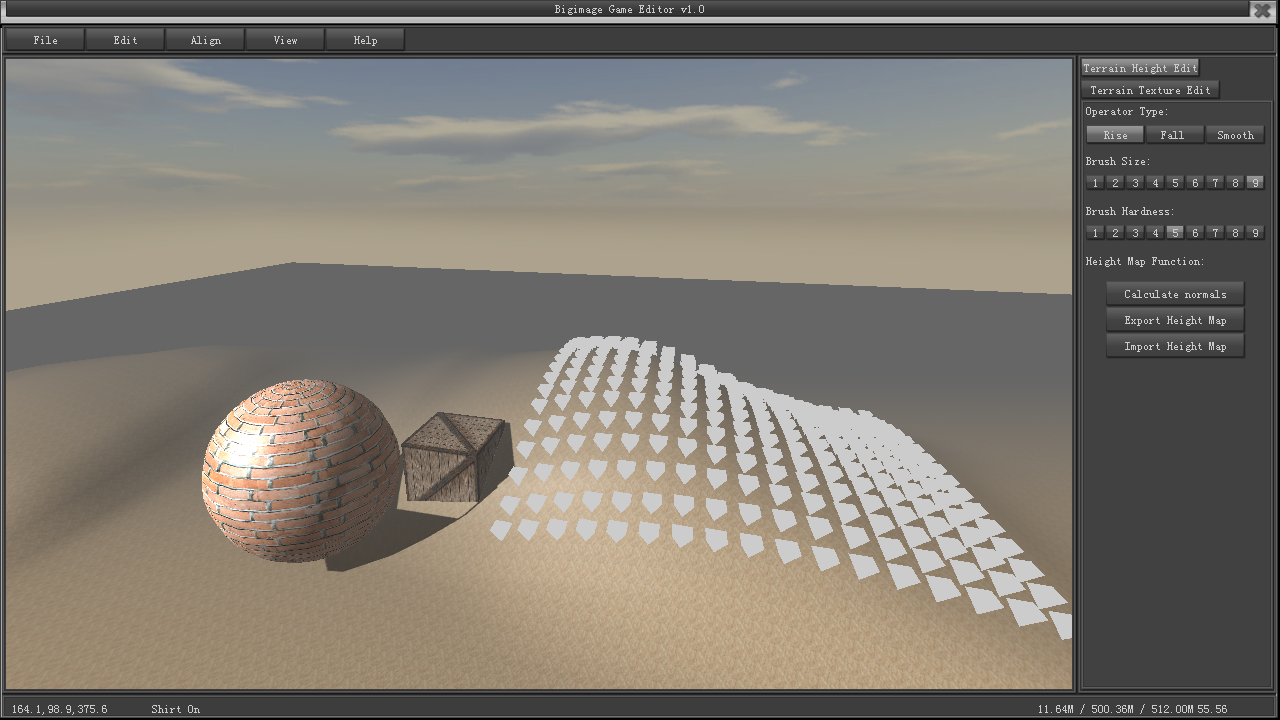 Bigimage Game Editor v1.0
File Edit Align View Help
Terrain Height Edit
Terrain Texture Edit
Operator Type:
Rise Fall Smooth
Brush Size:
1 2 3 4 5 6 7 8 9
Brush Hardness:
1 2 3 4 5 6 7 8 9
Height Map Function:
Calculate normals
Export Height Map
Import Height Map
164.1,98.9,375.6 Shirt On 11.64M / 500.36M / 512.00M 55.56